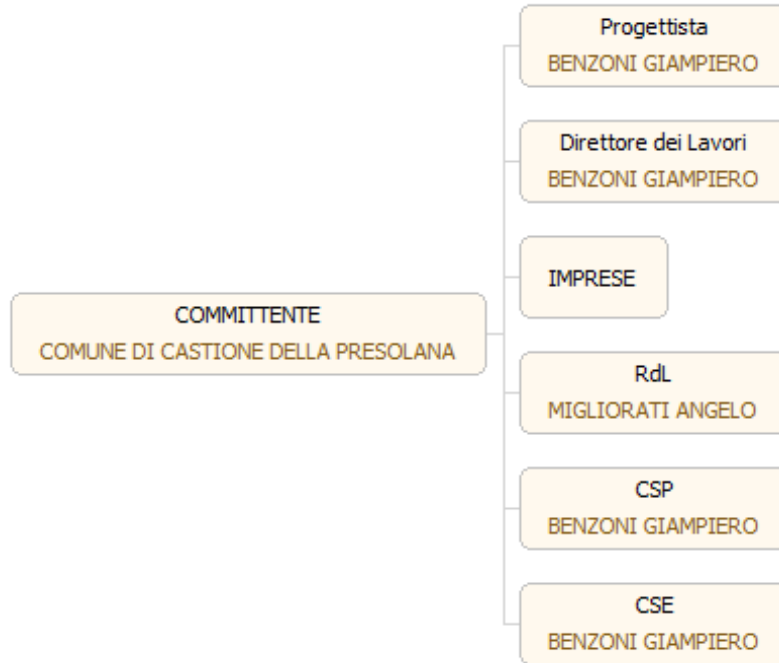 Progettista
BENZONI GIAMPIERO
Direttore dei Lavori
BENZONI GIAMPIERO
IMPRESE
COMMITTENTE
COMUNE DI CASTIONE DELLA PRESOLANA
RdL
MIGLIORATI ANGELO
CSP
BENZONI GIAMPIERO
CSE
BENZONI GIAMPIERO